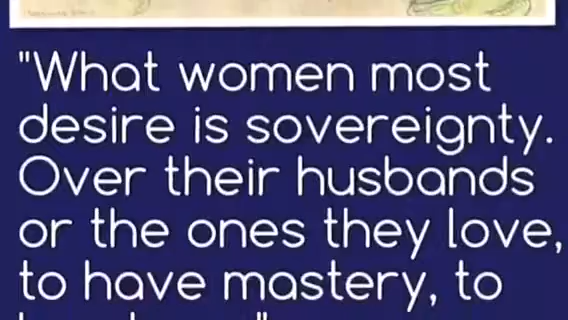 "What women most
desire is sovereignty.
Over their husbands
or the ones they love,
to have mastery, to